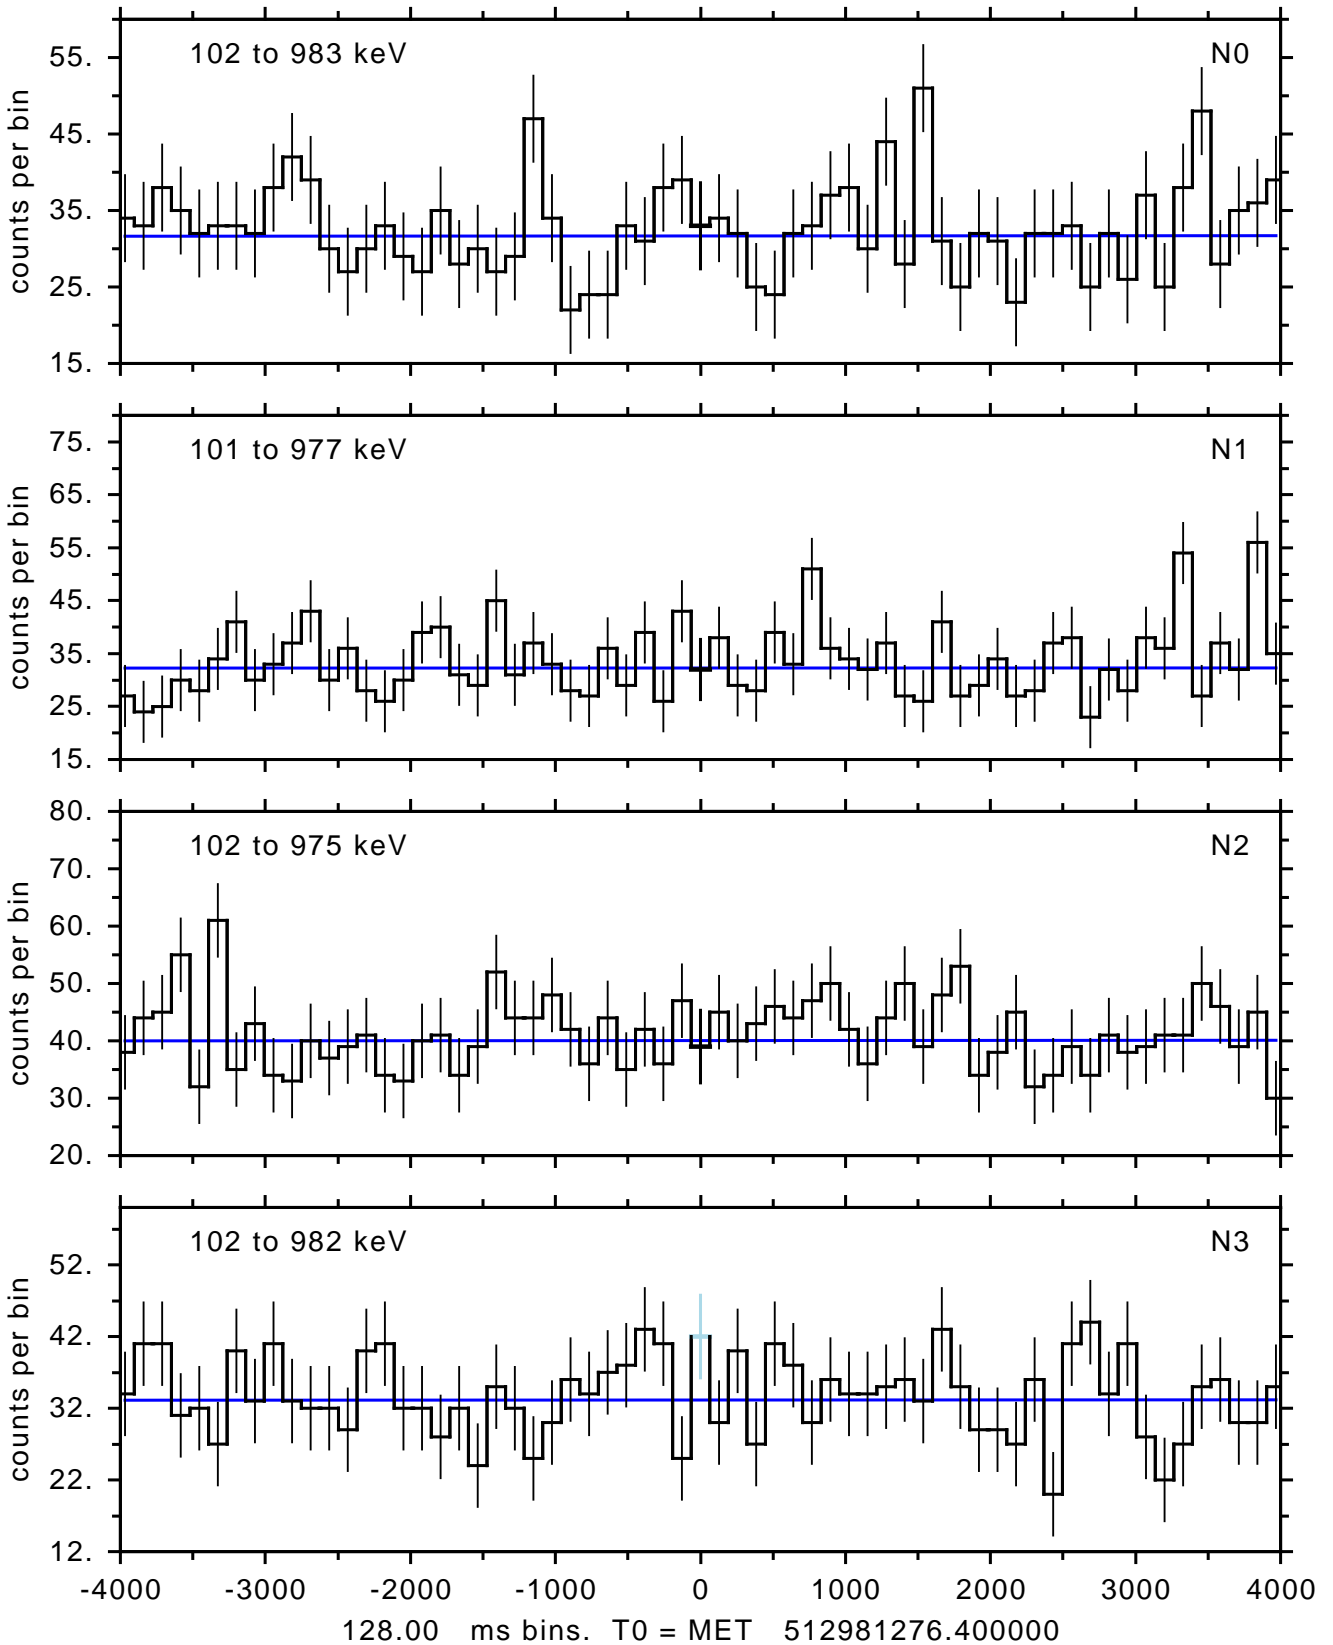 102 to 983 keV N0
55.
45.
35.
25.
15.
counts per bin
101 to 977 keV N1
75.
65.
55.
45.
35.
25.
15.
counts per bin
102 to 975 keV N2
80.
70.
60.
50.
40.
30.
20.
counts per bin
102 to 982 keV N3
52.
42.
32.
22.
12.
counts per bin
-4000 -3000 -2000 -1000 0 1000 2000 3000 4000
128.00 ms bins. T0 = MET 512981276.400000